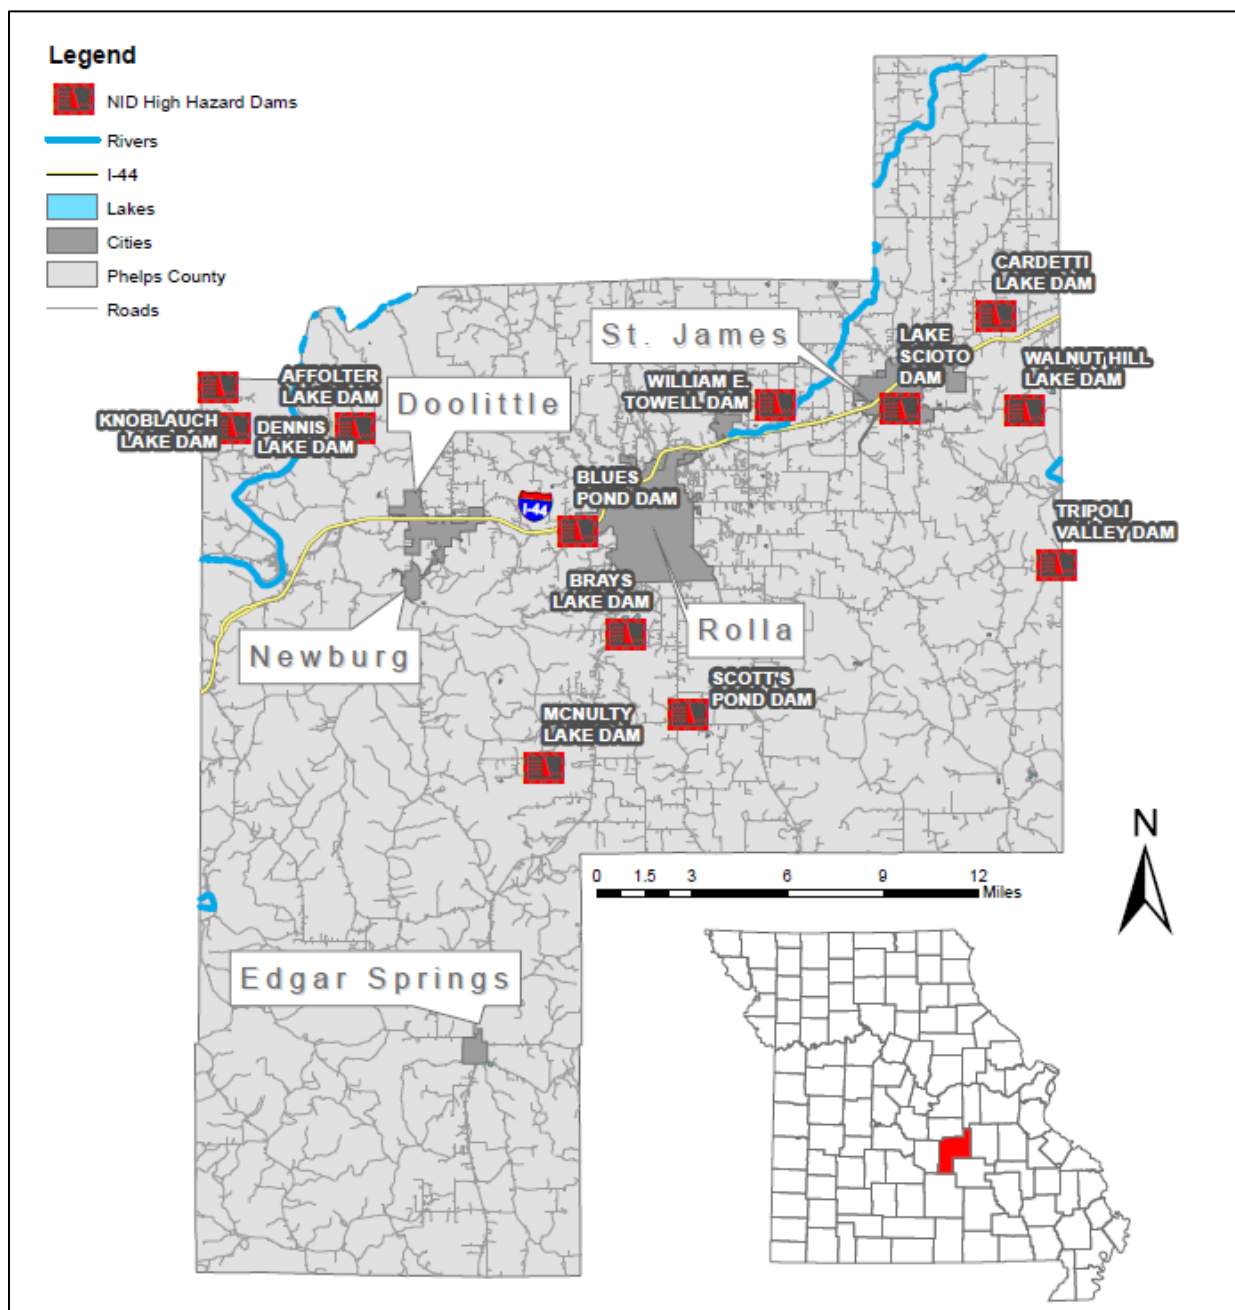 Legend
NID High Hazard Dams
Rivers
I-44
Lakes
Cities
Phelps County
Roads
CARDETTI
LAKE DAM
St. James
LAKE
SCIOTO
DAM
WALNUT HILL
LAKE DAM
WILLIAM E.
TOWELL DAM
AFFOLTER
LAKE DAM
Doolittle
KNOBLAUCH
LAKE DAM
DENNIS
LAKE DAM
BLUES
POND DAM
I-44
TRIPOLI
VALLEY DAM
BRAYS
LAKE DAM
Rolla
Newburg
SCOTT'S
POND DAM
MCNULTY
LAKE DAM
N
0 1.5 3 6 9 12
Miles
Edgar Springs